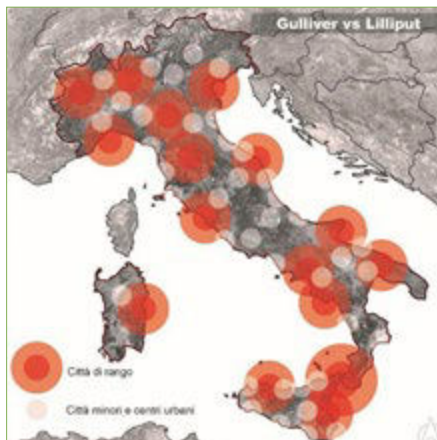 Gulliver vs Lilliput
Città di rango
Città minori e centri urbani